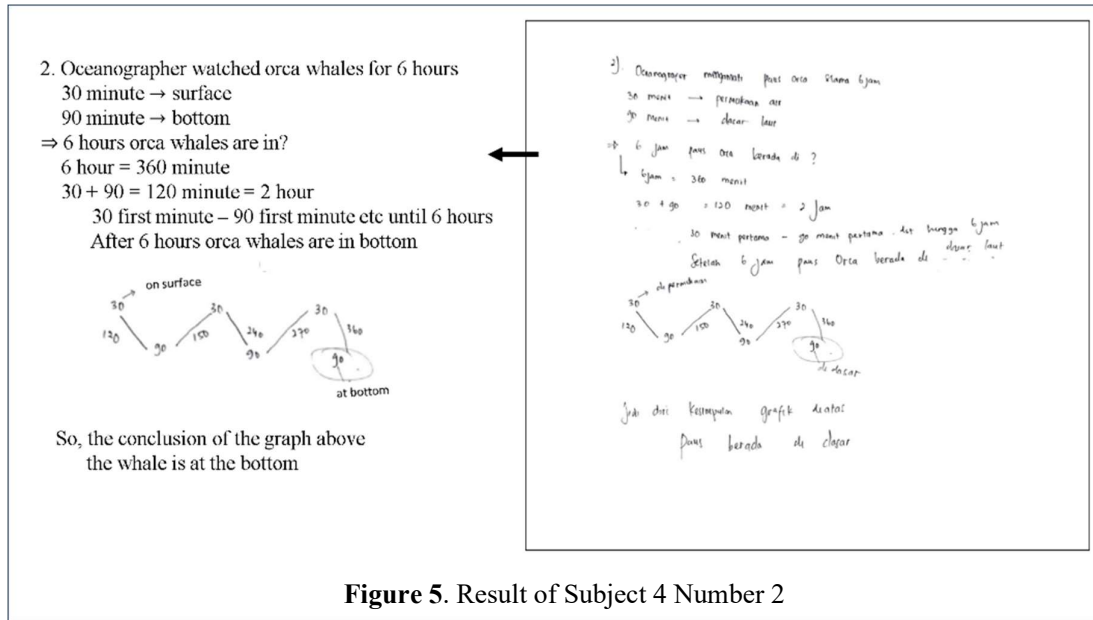 2. Oceanographer watched orca whales for 6 hours
30 minute → surface
90 minute → bottom
⇒ 6 hours orca whales are in?
6 hour = 360 minute
30 + 90 = 120 minute = 2 hour
30 first minute – 90 first minute etc until 6 hours
After 6 hours orca whales are in bottom
on surface
30 30 30
120 150 240 270 360
90 90 90
at bottom
So, the conclusion of the graph above
the whale is at the bottom
2). Oceanografer mengamati paus orca selama 6 jam
30 menit → permukaan air
90 menit → dasar laut
⇒ 6 jam paus orca berada di ?
6 jam = 360 menit
30 + 90 = 120 menit = 2 Jam
30 menit pertama – 90 menit pertama hingga 6 jam
Setelah 6 jam paus Orca berada di dasar laut
di permukaan
30 30 30
120 150 240 270 360
90 90 90
di dasar
Jadi kesimpulan grafik diatas
Paus berada di dasar
Figure 5. Result of Subject 4 Number 2